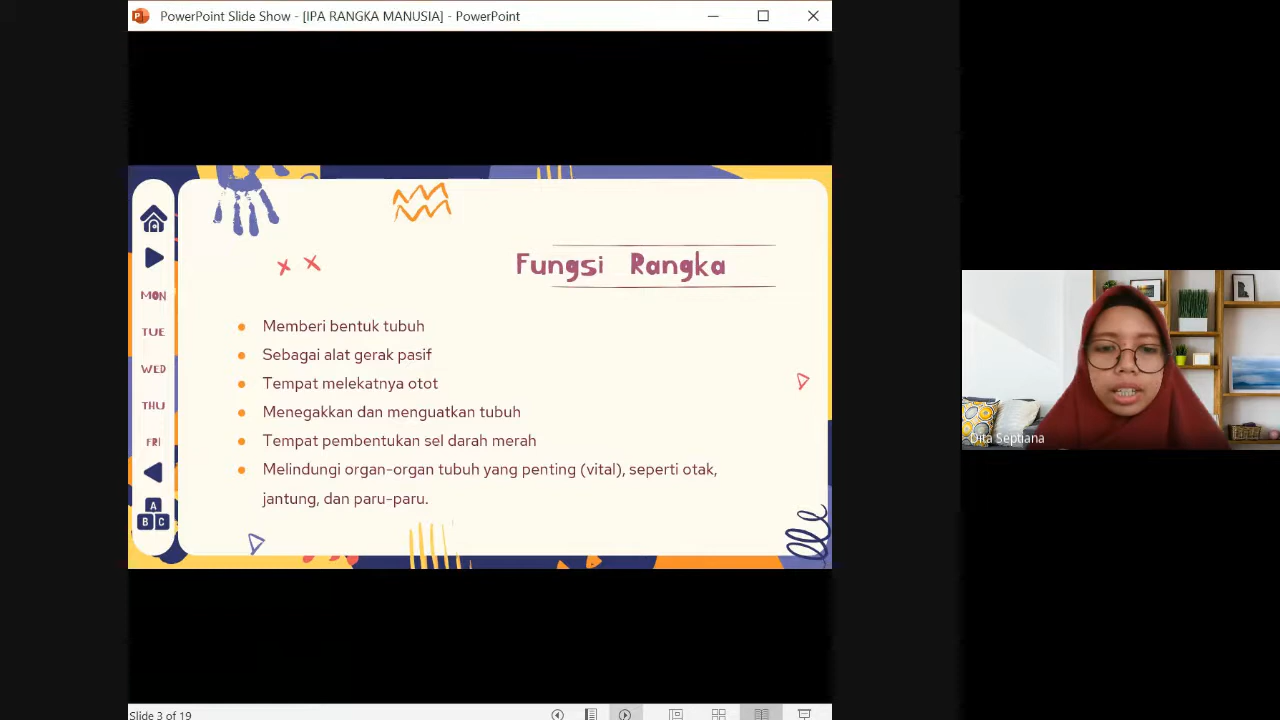 PowerPoint Slide Show - [IPA RANGKA MANUSIA] - PowerPoint
Fungsi Rangka
MON
TUE
WED
THU
FRI
A
B C
Memberi bentuk tubuh
Sebagai alat gerak pasif
Tempat melekatnya otot
Menegakkan dan menguatkan tubuh
Tempat pembentukan sel darah merah
Melindungi organ-organ tubuh yang penting (vital), seperti otak,
jantung, dan paru-paru.
Dita Septiana
Slide 3 of 19